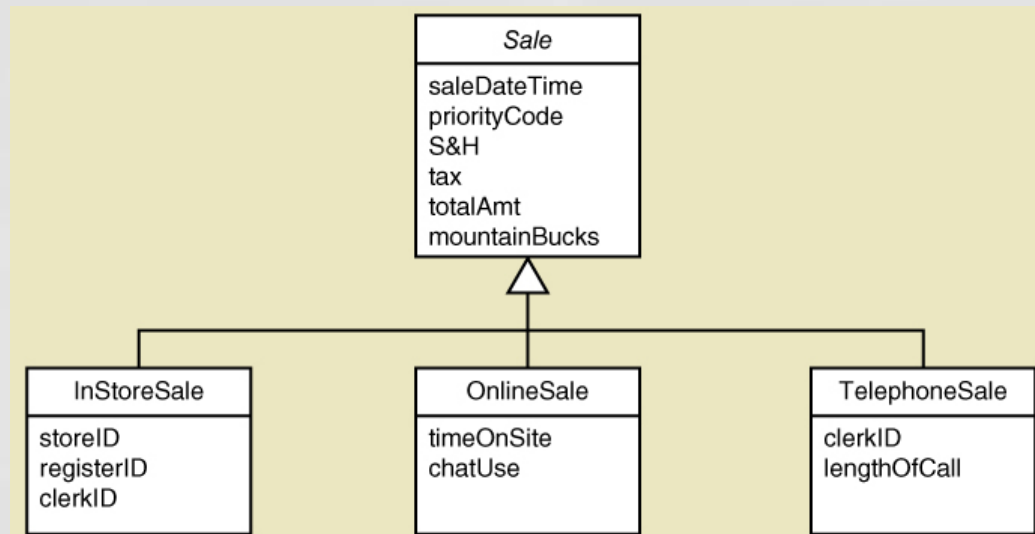 Sale
saleDateTime
priorityCode
S&H
tax
totalAmt
mountainBucks
InStoreSale
storeID
registerID
clerkID
OnlineSale
timeOnSite
chatUse
TelephoneSale
clerkID
lengthOfCall